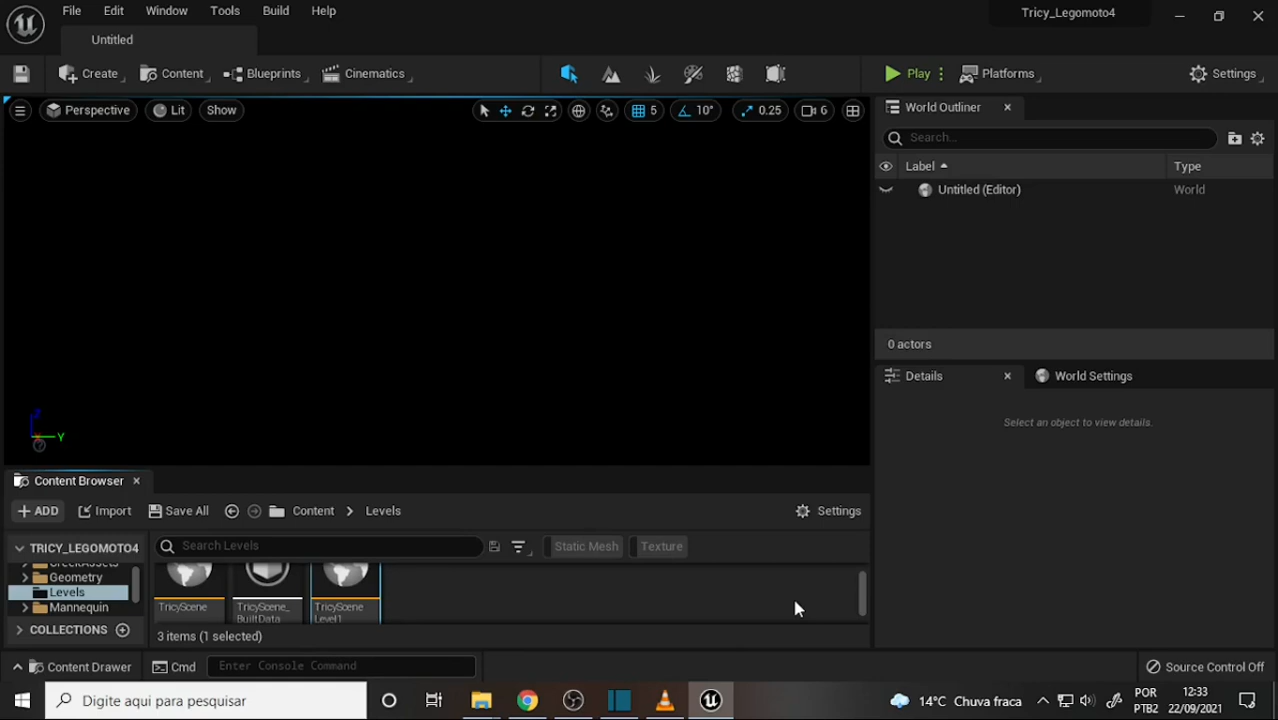 File Edit Window Tools Build Help
Tricy_Legomoto4
Untitled
Create Content Blueprints Cinematics
Play Platforms Settings
Perspective Lit Show
5 10° 0.25 6
World Outliner
Search...
Label Type
Untitled (Editor) World
0 actors
Details World Settings
Select an object to view details.
Z
Y
Content Browser
ADD Import Save All Content Levels Settings
TRICY_LEGOMOTO4
Search Levels
Static Mesh Texture
Geometry
Levels
Mannequin
COLLECTIONS
TricyScene
TricyScene_
BuiltData
TricyScene
Level1
3 items (1 selected)
Content Drawer Cmd Enter Console Command Source Control Off
Digite aqui para pesquisar
14°C Chuva fraca
POR
PTB2
12:33
22/09/2021